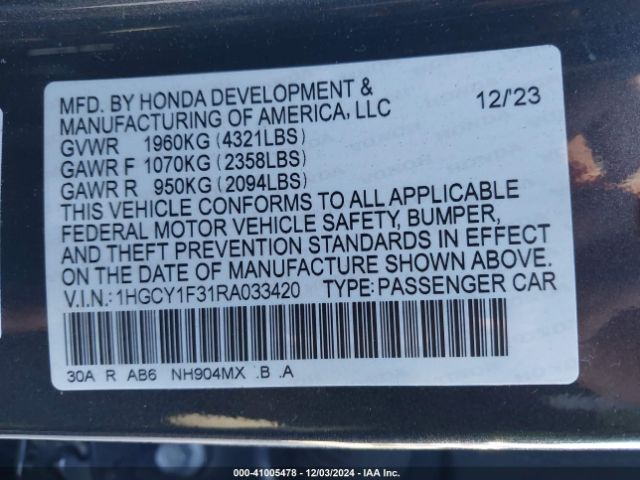 MFD. BY HONDA DEVELOPMENT & 12/'23
MANUFACTURING OF AMERICA, LLC
GVWR 1960KG (4321LBS)
GAWR F 1070KG (2358LBS)
GAWR R 950KG (2094LBS)
THIS VEHICLE CONFORMS TO ALL APPLICABLE
FEDERAL MOTOR VEHICLE SAFETY, BUMPER,
AND THEFT PREVENTION STANDARDS IN EFFECT
ON THE DATE OF MANUFACTURE SHOWN ABOVE.
V.I.N.: 1HGCY1F31RA033420 TYPE: PASSENGER CAR
30A R AB6 NH904MX .B .A
000-41005478 - 12/03/2024 - IAA Inc.